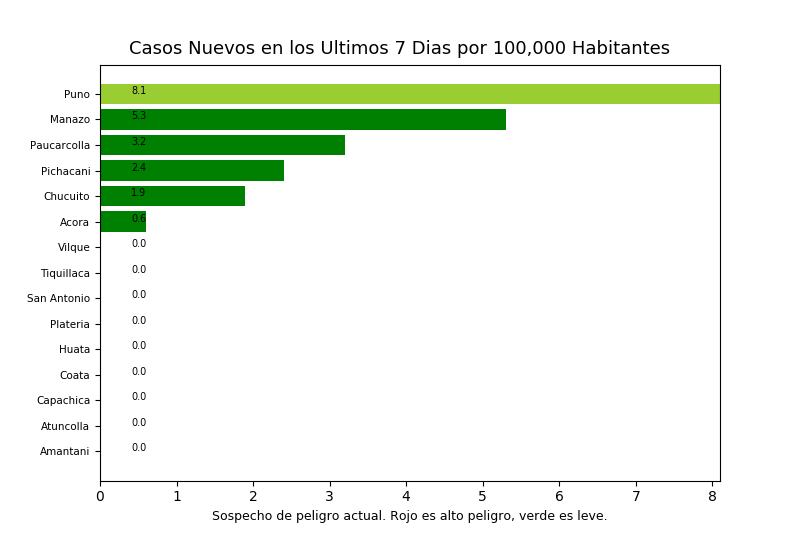 Casos Nuevos en los Ultimos 7 Dias por 100,000 Habitantes
Puno 8.1
Manazo 5.3
Paucarcolla 3.2
Pichacani 2.4
Chucuito 1.9
Acora 0.6
Vilque 0.0
Tiquillaca 0.0
San Antonio 0.0
Plateria 0.0
Huata 0.0
Coata 0.0
Capachica 0.0
Atuncolla 0.0
Amantani 0.0
0 1 2 3 4 5 6 7 8
Sospecho de peligro actual. Rojo es alto peligro, verde es leve.